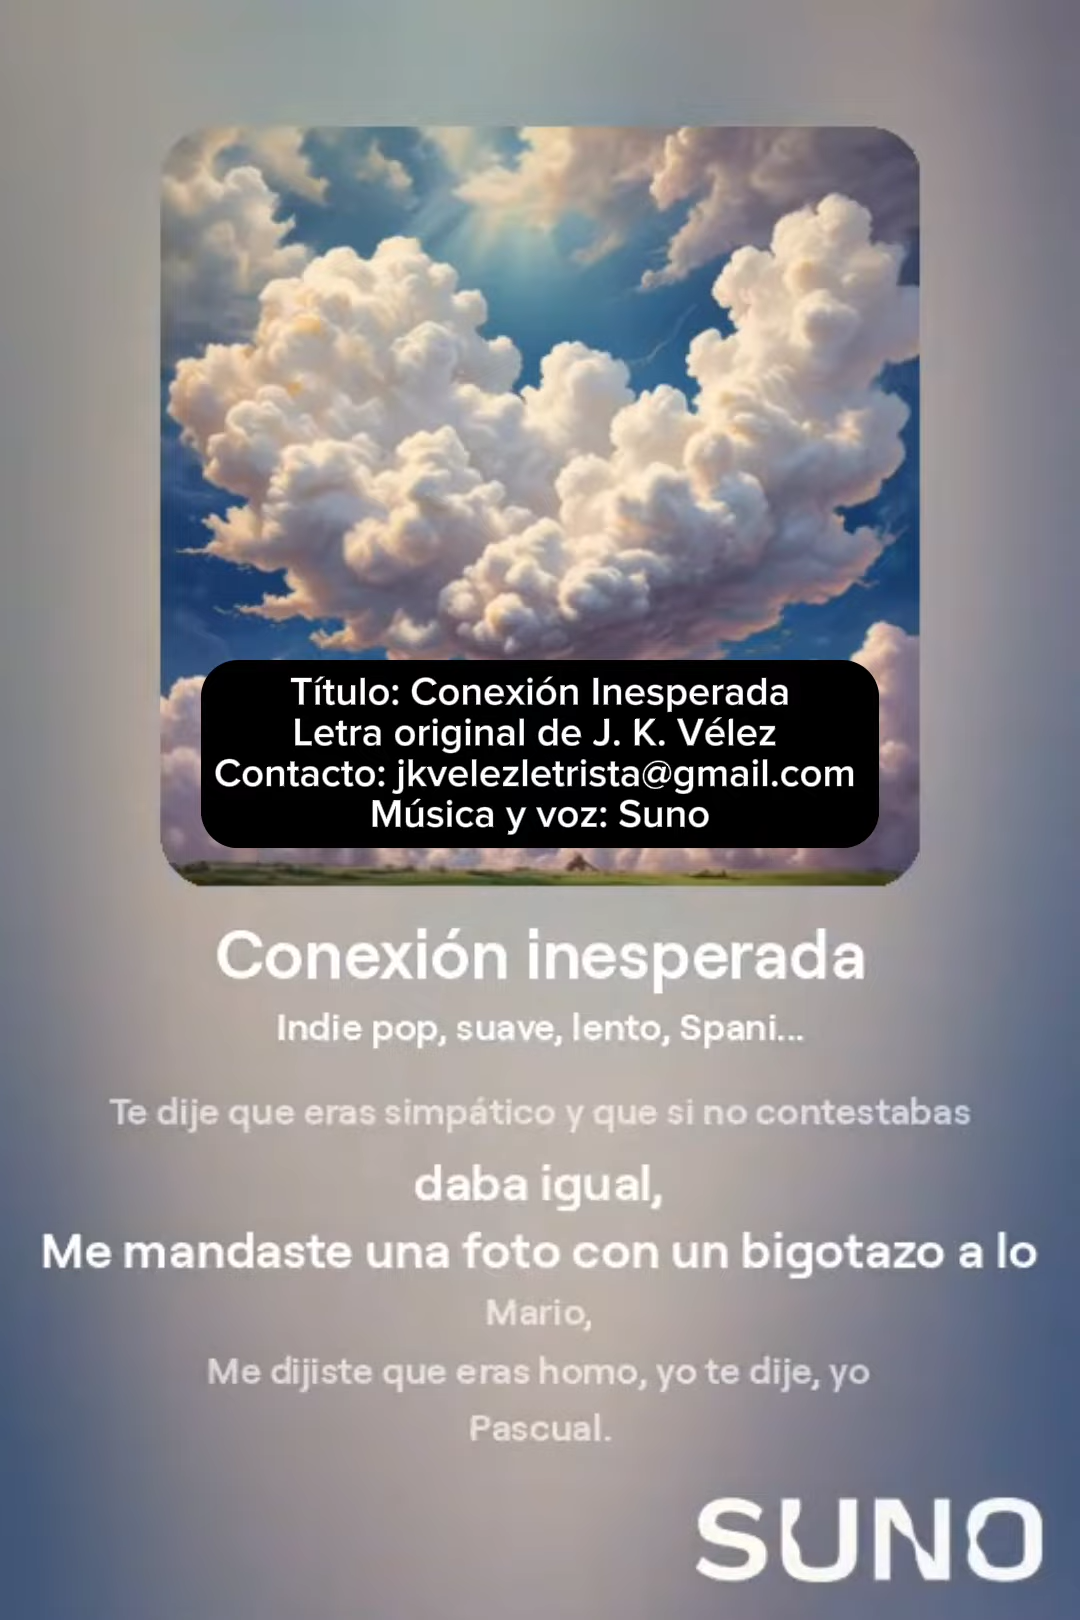 Título: Conexión Inesperada
Letra original de J. K. Vélez
Contacto: jkvelezletrista@gmail.com
Música y voz: Suno
Conexión inesperada
Indie pop, suave, lento, Spani...
Te dije que eras simpático y que si no contestabas
daba igual,
Me mandaste una foto con un bigotazo a lo
Mario,
Me dijiste que eras homo, yo te dije, yo
Pascual.
SUNO